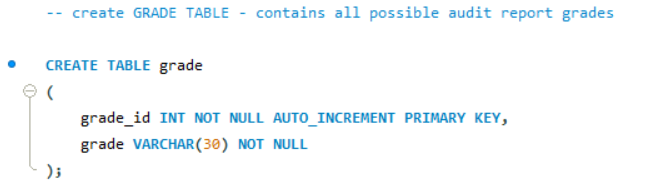 -- create GRADE TABLE - contains all possible audit report grades
CREATE TABLE grade
(
grade_id INT NOT NULL AUTO_INCREMENT PRIMARY KEY,
grade VARCHAR(30) NOT NULL
);